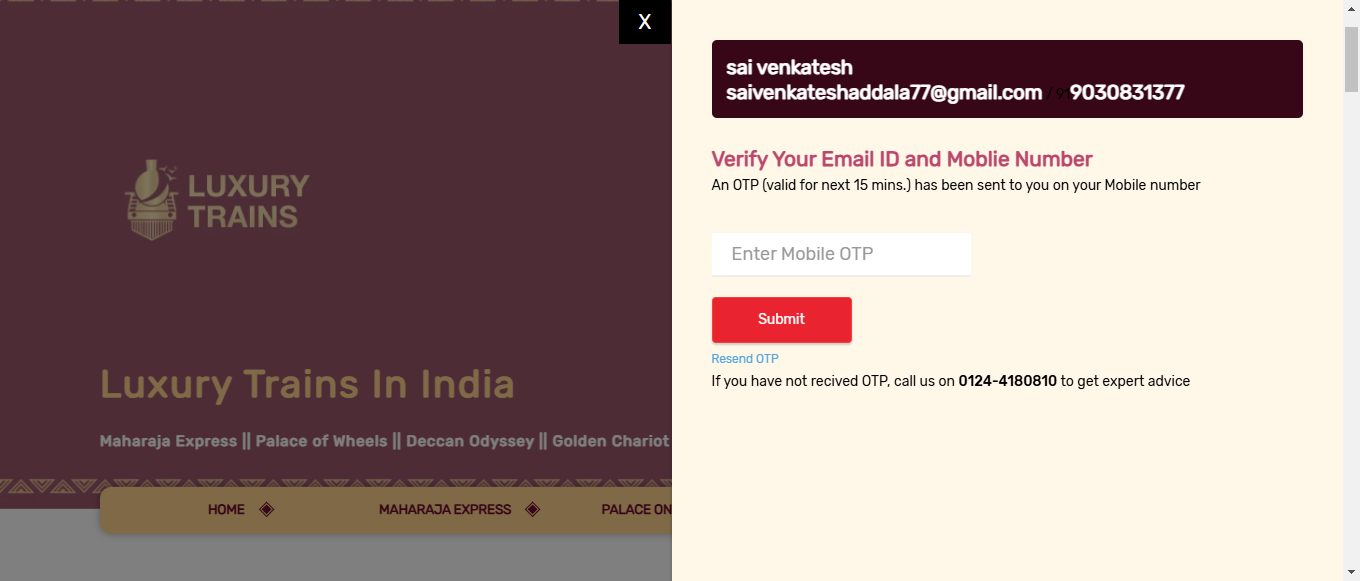 X
sai venkatesh
saivenkateshaddala77@gmail.com / 91 9030831377
Verify Your Email ID and Moblie Number
An OTP (valid for next 15 mins.) has been sent to you on your Mobile number
Enter Mobile OTP
Submit
Resend OTP
If you have not recived OTP, call us on 0124-4180810 to get expert advice
LUXURY
TRAINS
Luxury Trains In India
Maharaja Express || Palace of Wheels || Deccan Odyssey || Golden Chariot
HOME MAHARAJA EXPRESS PALACE ON